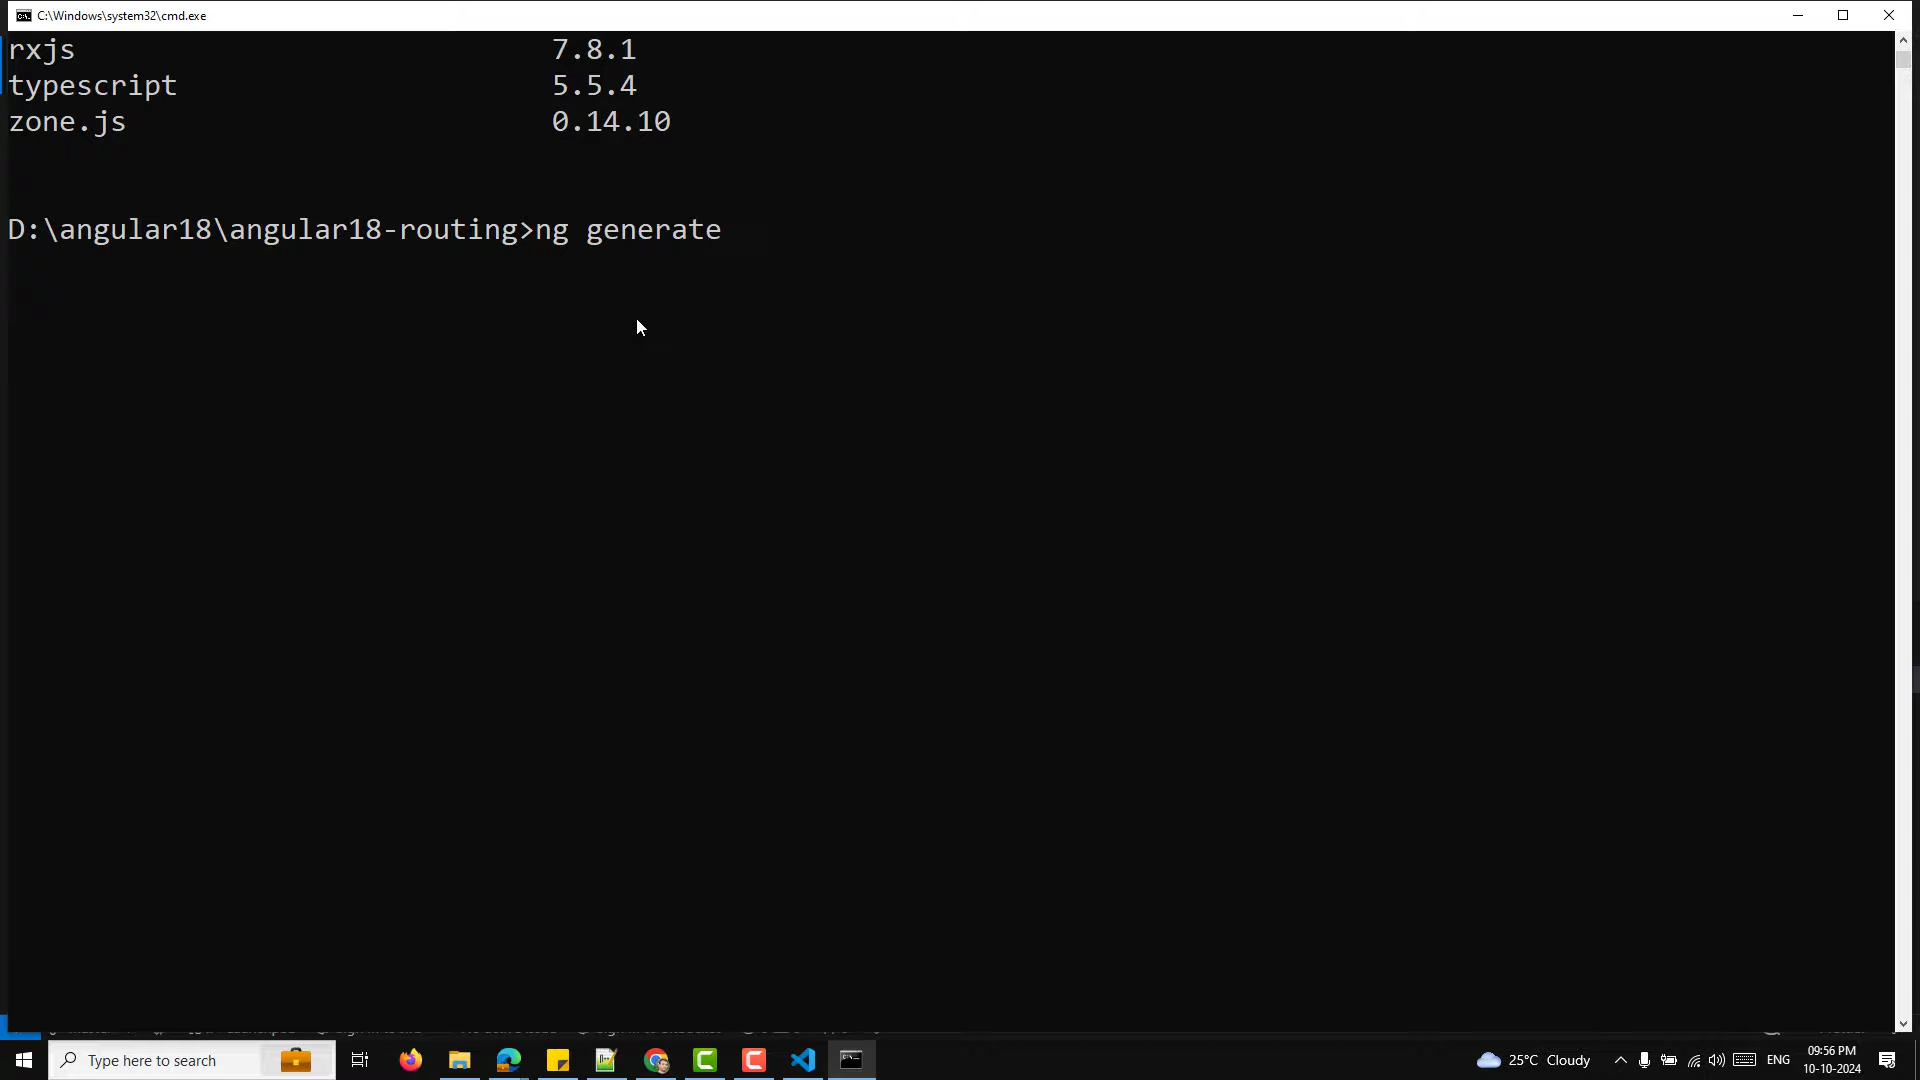 C:\Windows\system32\cmd.exe
rxjs 7.8.1
typescript 5.5.4
zone.js 0.14.10
D:\angular18\angular18-routing>ng generate
Type here to search
25°C Cloudy
ENG
09:56 PM
10-10-2024